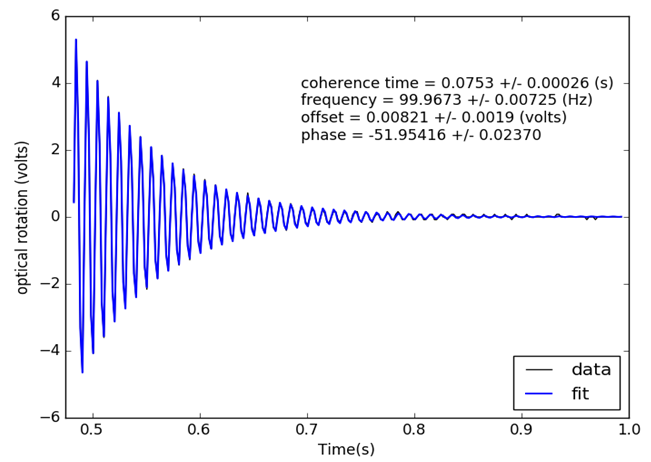 6
4
2
0
−2
−4
−6
optical rotation (volts)
coherence time = 0.0753 +/- 0.00026 (s)
frequency = 99.9673 +/- 0.00725 (Hz)
offset = 0.00821 +/- 0.0019 (volts)
phase = -51.95416 +/- 0.02370
data
fit
0.5 0.6 0.7 0.8 0.9 1.0
Time(s)